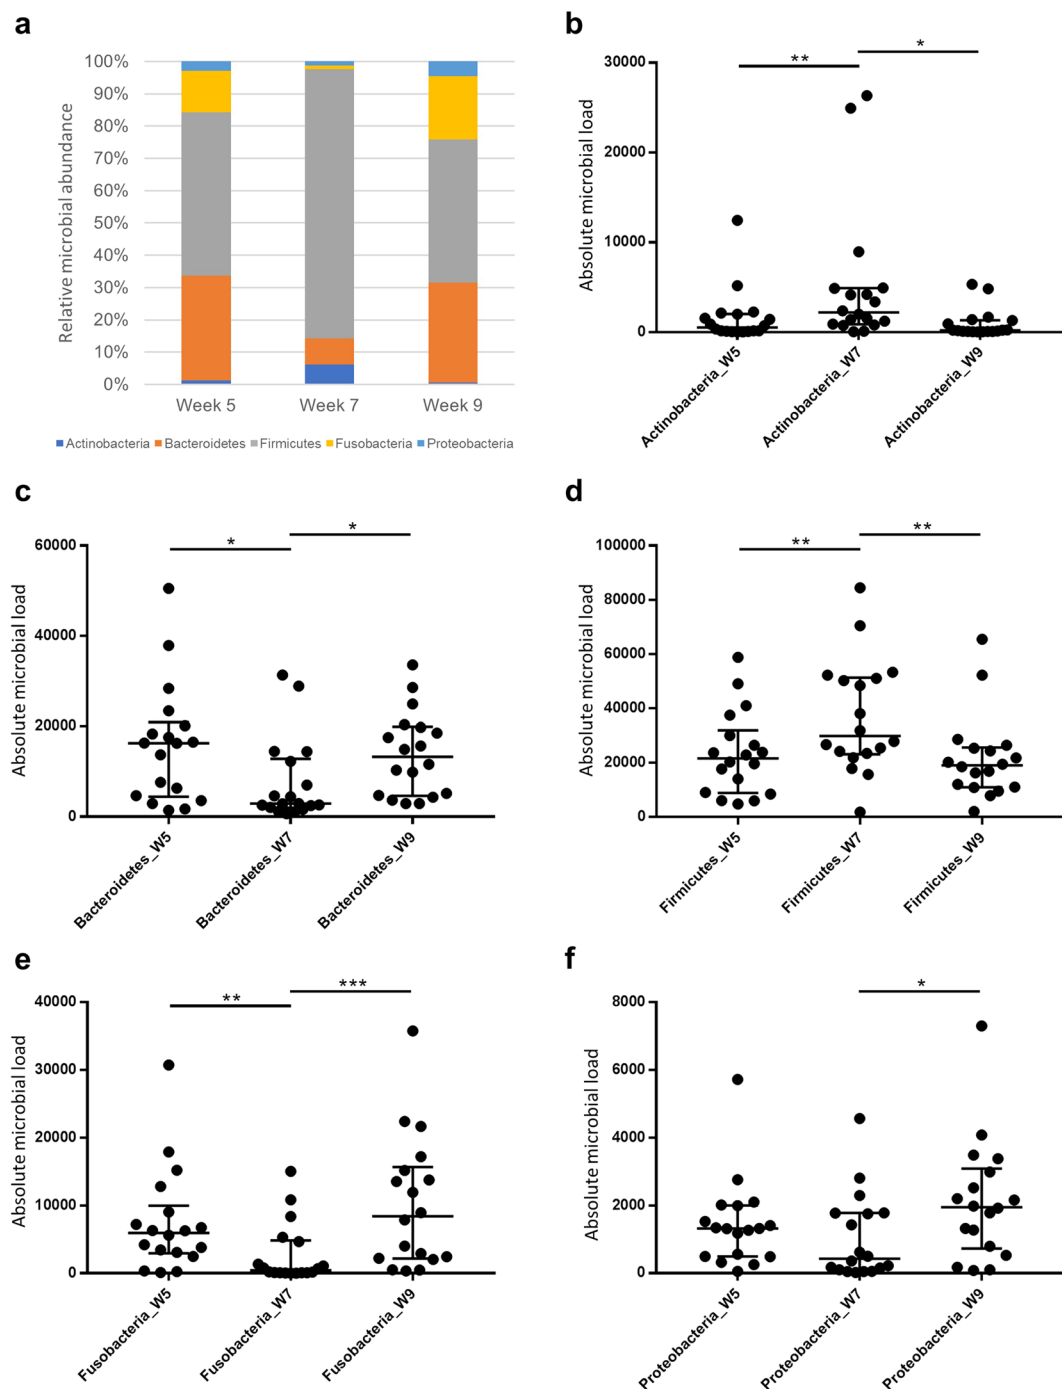 a
Relative microbial abundance
100%
90%
80%
70%
60%
50%
40%
30%
20%
10%
0%
Week 5 Week 7 Week 9
Actinobacteria Bacteroidetes Firmicutes Fusobacteria Proteobacteria
b
** *
Absolute microbial load
30000
20000
10000
0
Actinobacteria_W5
Actinobacteria_W7
Actinobacteria_W9
c
* *
Absolute microbial load
60000
40000
20000
0
Bacteroidetes_W5
Bacteroidetes_W7
Bacteroidetes_W9
d
** **
Absolute microbial load
100000
80000
60000
40000
20000
0
Firmicutes_W5
Firmicutes_W7
Firmicutes_W9
e
** ***
Absolute microbial load
40000
30000
20000
10000
0
Fusobacteria_W5
Fusobacteria_W7
Fusobacteria_W9
f
*
Absolute microbial load
8000
6000
4000
2000
0
Proteobacteria_W5
Proteobacteria_W7
Proteobacteria_W9